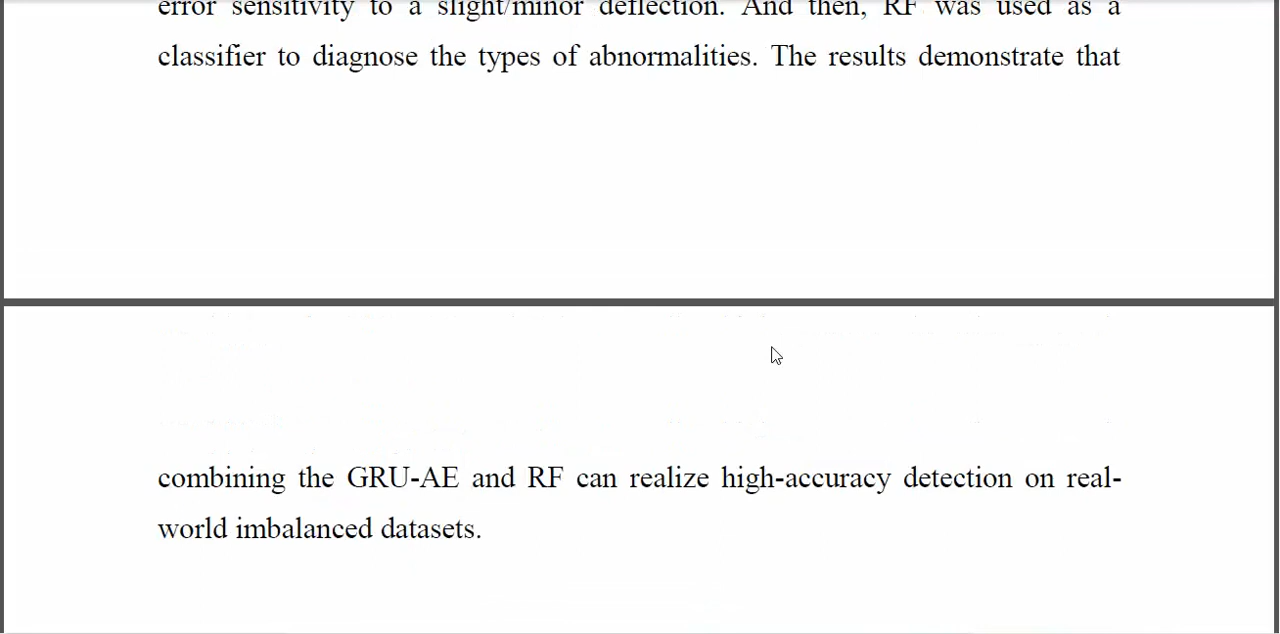 error sensitivity to a slight/minor deflection. And then, RF was used as a
classifier to diagnose the types of abnormalities. The results demonstrate that
combining the GRU-AE and RF can realize high-accuracy detection on real-
world imbalanced datasets.